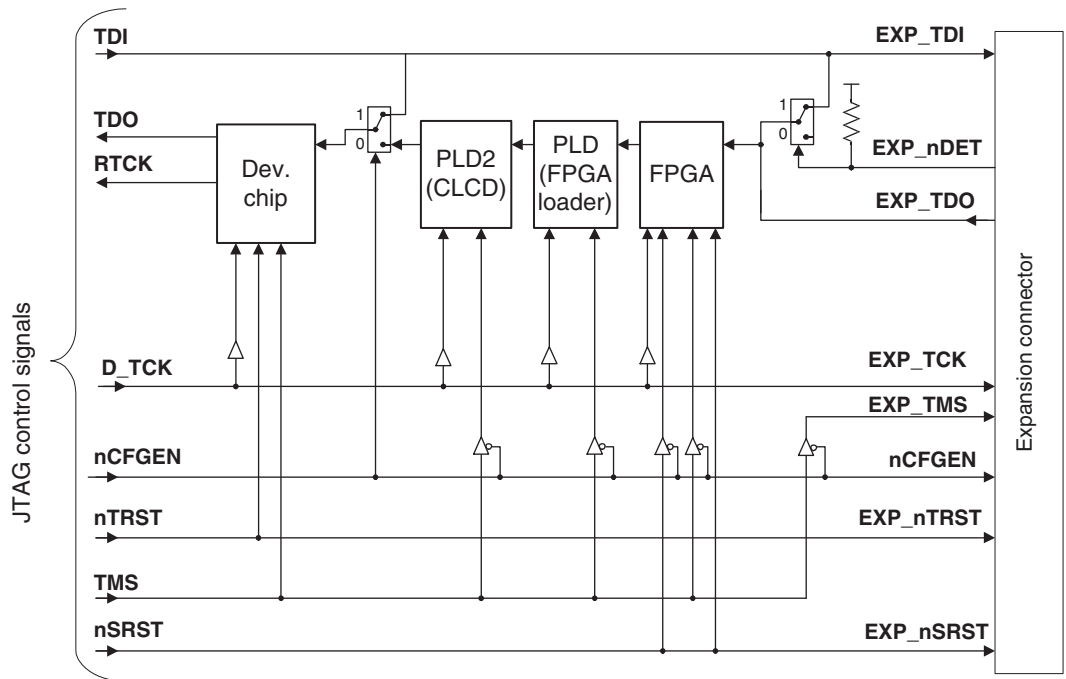 TDI
EXP_TDI
TDO
RTCK
Dev.
chip
1
0
PLD2
(CLCD)
PLD
(FPGA
loader)
FPGA
1
0
EXP_nDET
EXP_TDO
JTAG control signals
Expansion connector
D_TCK
EXP_TCK
EXP_TMS
nCFGEN
nCFGEN
nTRST
EXP_nTRST
TMS
nSRST
EXP_nSRST